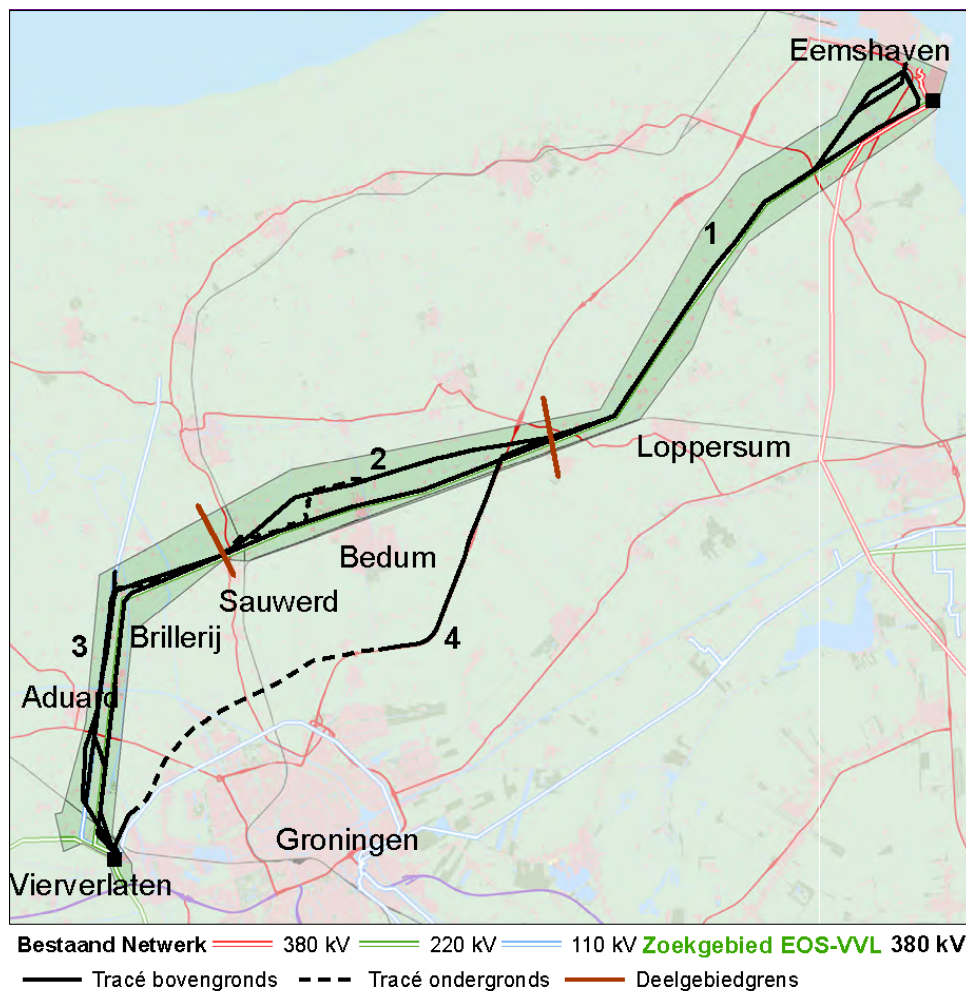 Eemshaven
1
Loppersum
2
Bedum
Sauwerd
Brillerij
3
4
Aduard
Groningen
Vierverlaten
Bestaand Netwerk 380 kV 220 kV 110 kV Zoekgebied EOS-VVL 380 kV
Tracé bovengronds Tracé ondergronds Deelgebiedgrens